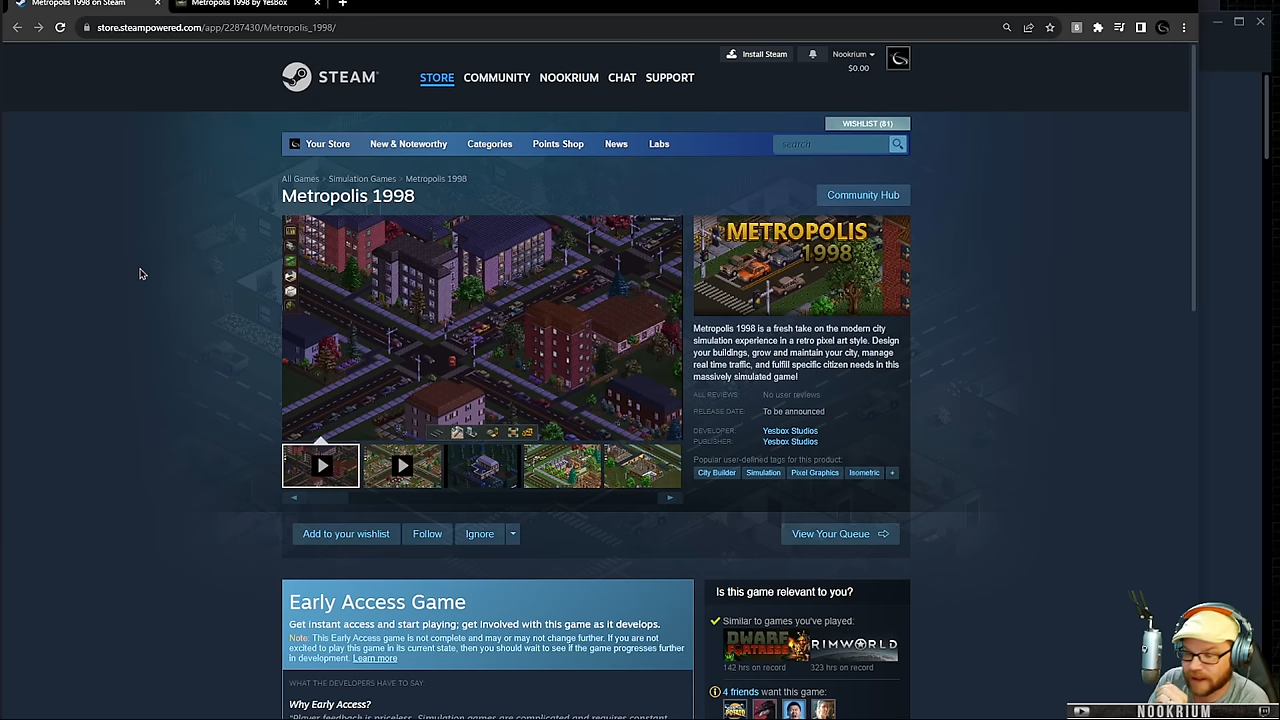 Metropolis 1998 on Steam
Metropolis 1998 by YesBox
store.steampowered.com/app/2287430/Metropolis_1998/
Install Steam
Nookrium
$0.00
STEAM
STORE COMMUNITY NOOKRIUM CHAT SUPPORT
WISHLIST (81)
Your Store New & Noteworthy Categories Points Shop News Labs
search
All Games > Simulation Games > Metropolis 1998
Metropolis 1998
Community Hub
METROPOLIS
1998
Metropolis 1998 is a fresh take on the modern city
simulation experience in a retro pixel art style. Design
your buildings, grow and maintain your city, manage
real time traffic, and fulfill specific citizen needs in this
massively simulated game!
ALL REVIEWS: No user reviews
RELEASE DATE: To be announced
DEVELOPER: Yesbox Studios
PUBLISHER: Yesbox Studios
Popular user-defined tags for this product:
City Builder Simulation Pixel Graphics Isometric +
Add to your wishlist Follow Ignore
View Your Queue
Early Access Game
Get instant access and start playing; get involved with this game as it develops.
Note: This Early Access game is not complete and may or may not change further. If you are
not excited to play this game in its current state, then you should wait to see if the game progresses further
in development. Learn more
WHAT THE DEVELOPERS HAVE TO SAY:
Why Early Access?
"Player feedback is priceless. Simulation games are complicated and requires constant
Is this game relevant to you?
Similar to games you've played:
DWARF FORTRESS
RIMWORLD
142 hrs on record
323 hrs on record
4 friends want this game:
NOOKRIUM